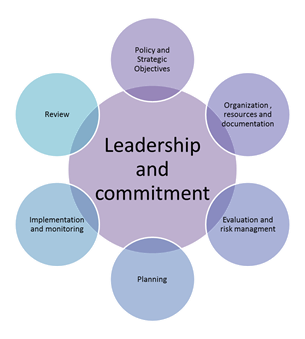 Policy and
Strategic
Objectives
Organization ,
resources and
documentation
Evaluation and
risk managment
Planning
Implementation
and monitoring
Review
Leadership
and
commitment